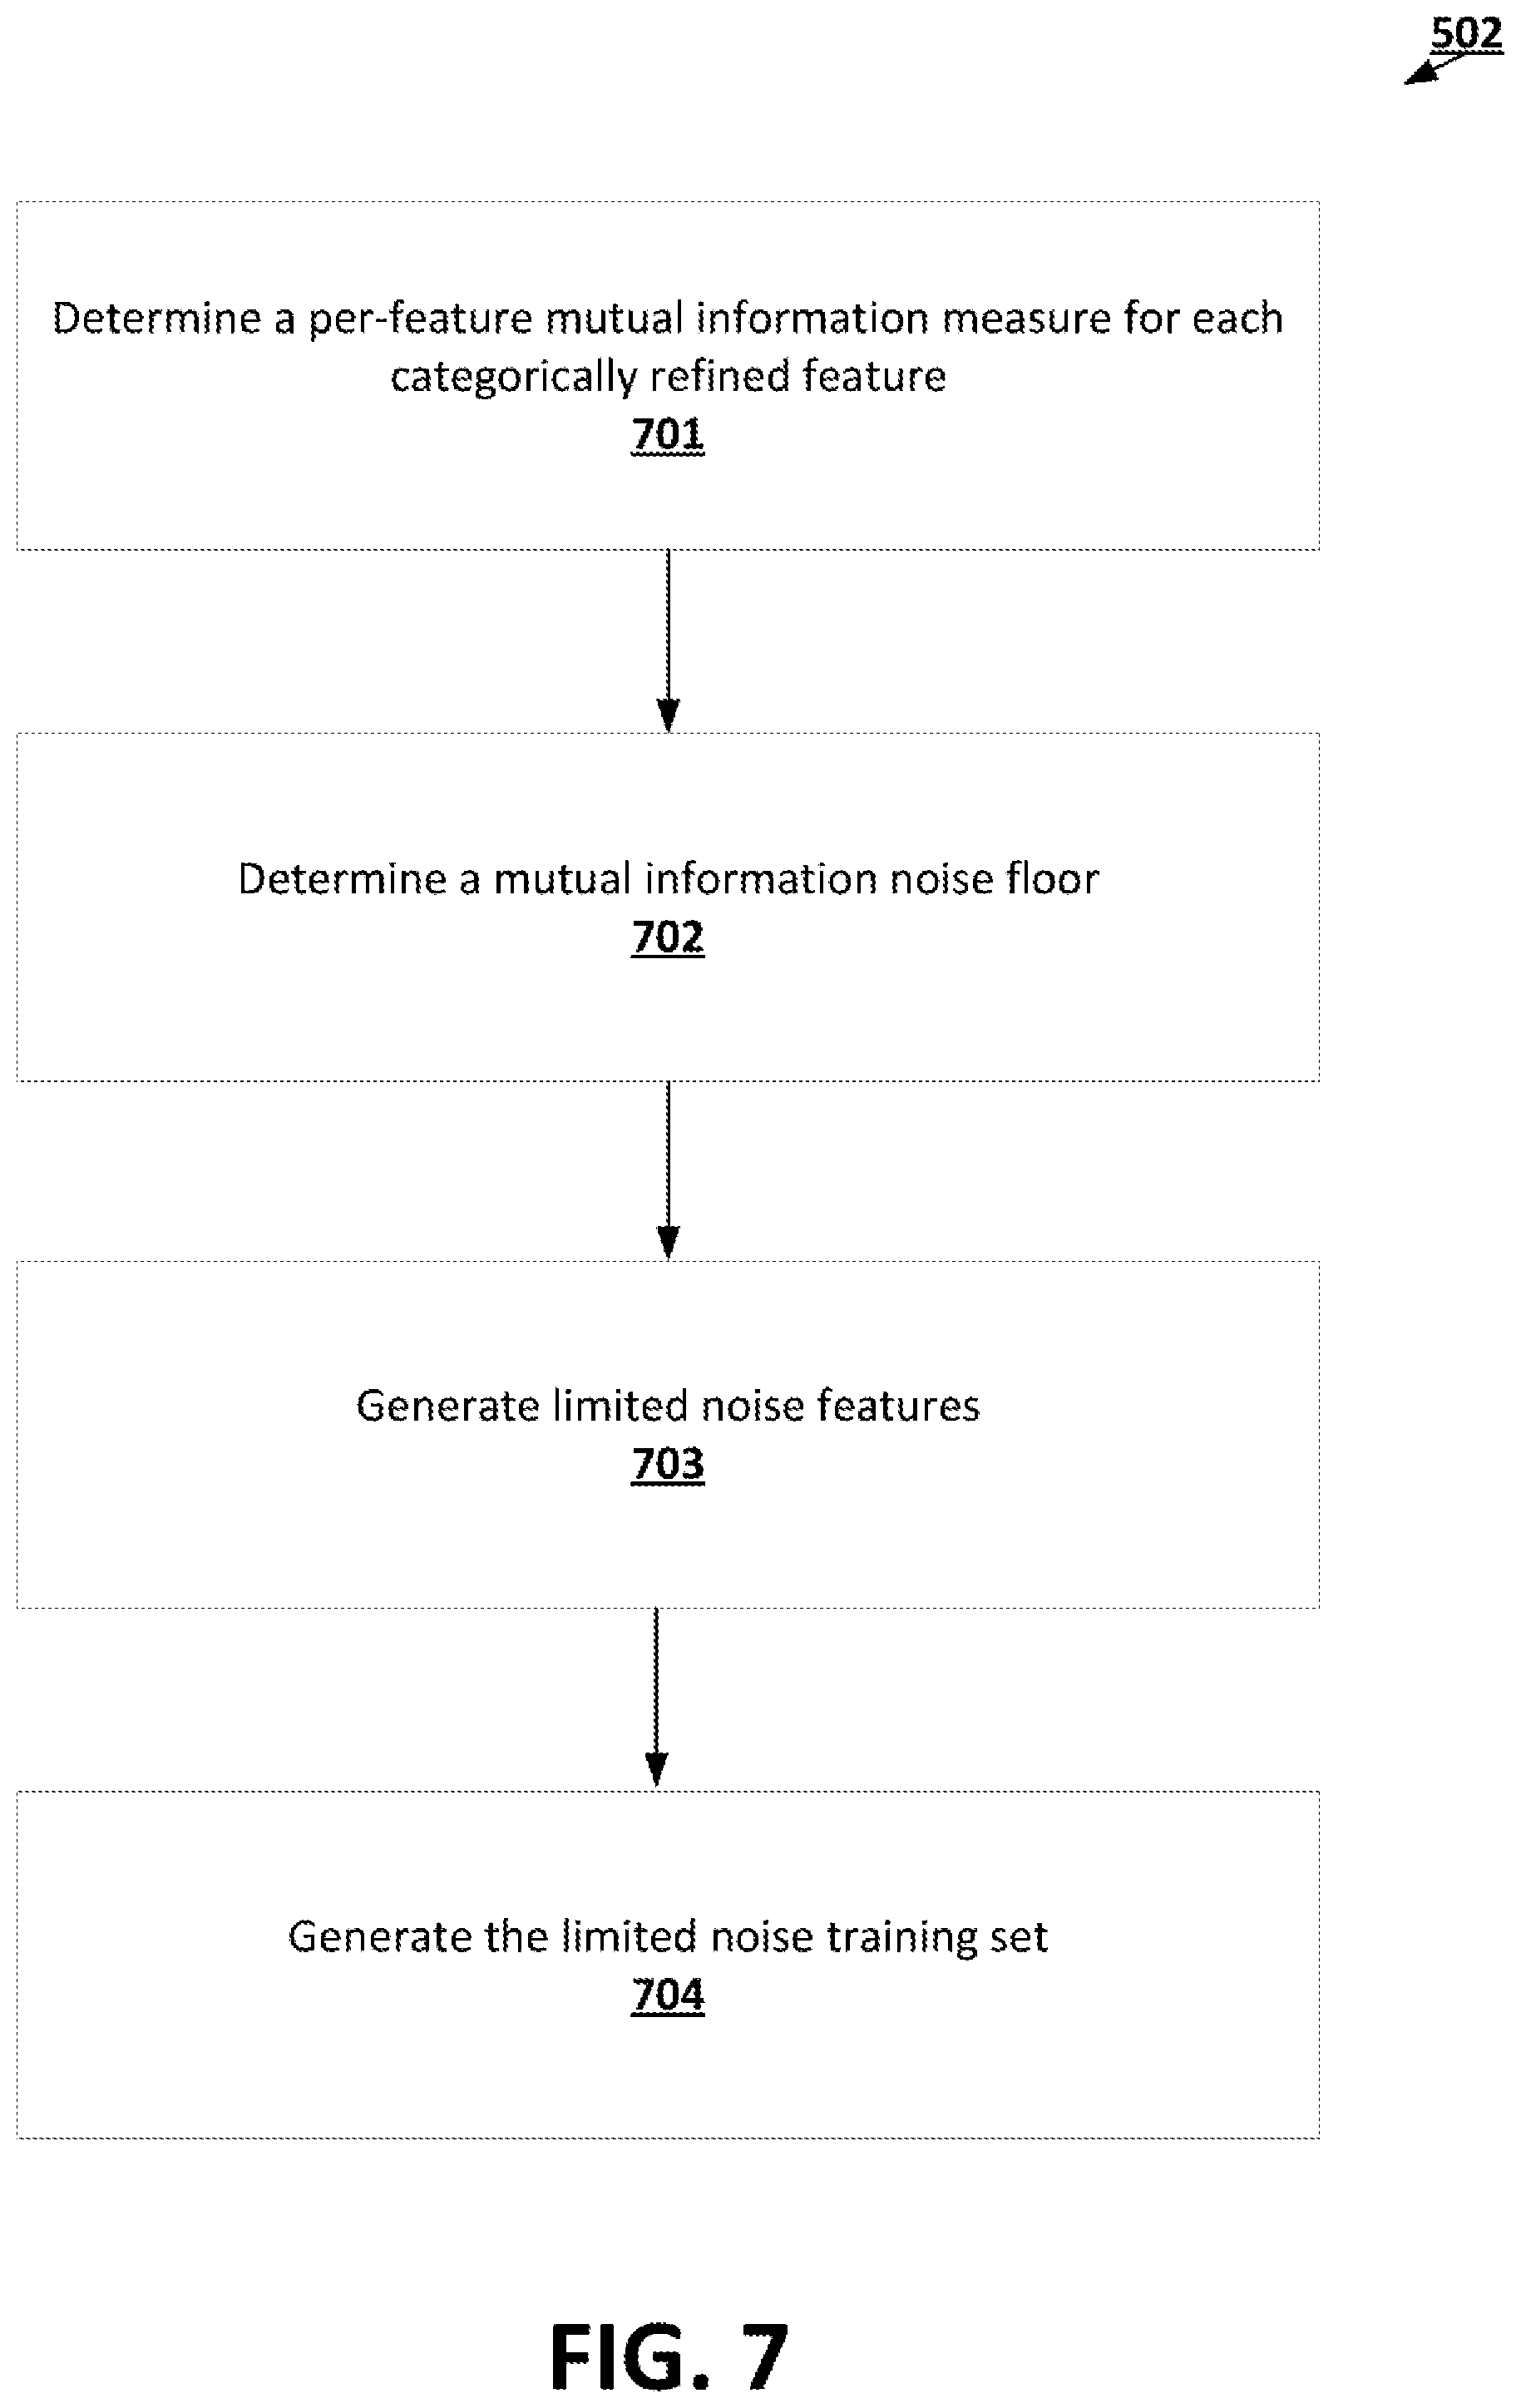 502
Determine a per-feature mutual information measure for each
categorically refined feature
701
Determine a mutual information noise floor
702
Generate limited noise features
703
Generate the limited noise training set
704
FIG. 7